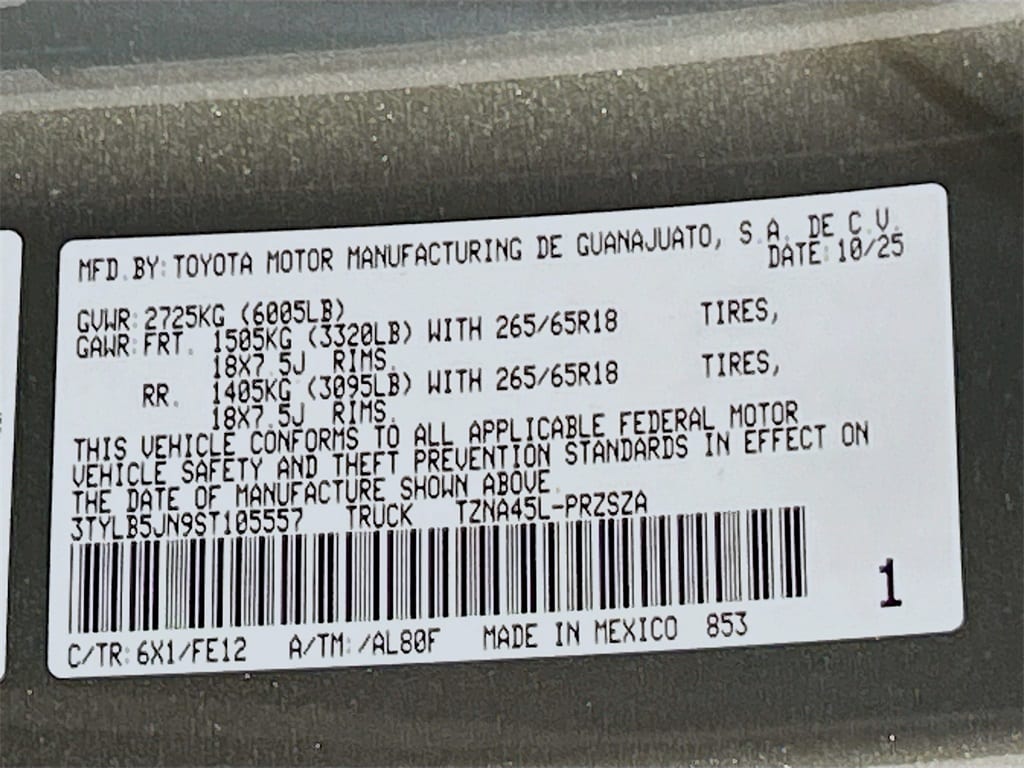 MFD.BY: TOYOTA MOTOR MANUFACTURING DE GUANAJUATO, S.A. DE C.V.
DATE: 10/25
GVWR: 2725KG (6005LB)
GAWR: FRT. 1505KG (3320LB) WITH 265/65R18 TIRES,
18X7.5J RIMS.
RR. 1405KG (3095LB) WITH 265/65R18 TIRES,
18X7.5J RIMS.
THIS VEHICLE CONFORMS TO ALL APPLICABLE FEDERAL MOTOR
VEHICLE SAFETY AND THEFT PREVENTION STANDARDS IN EFFECT ON
THE DATE OF MANUFACTURE SHOWN ABOVE.
3TYLB5JN9ST105557 TRUCK TZNA45L-PRZSZA
1
C/TR: 6X1/FE12 A/TM: /AL80F MADE IN MEXICO 853